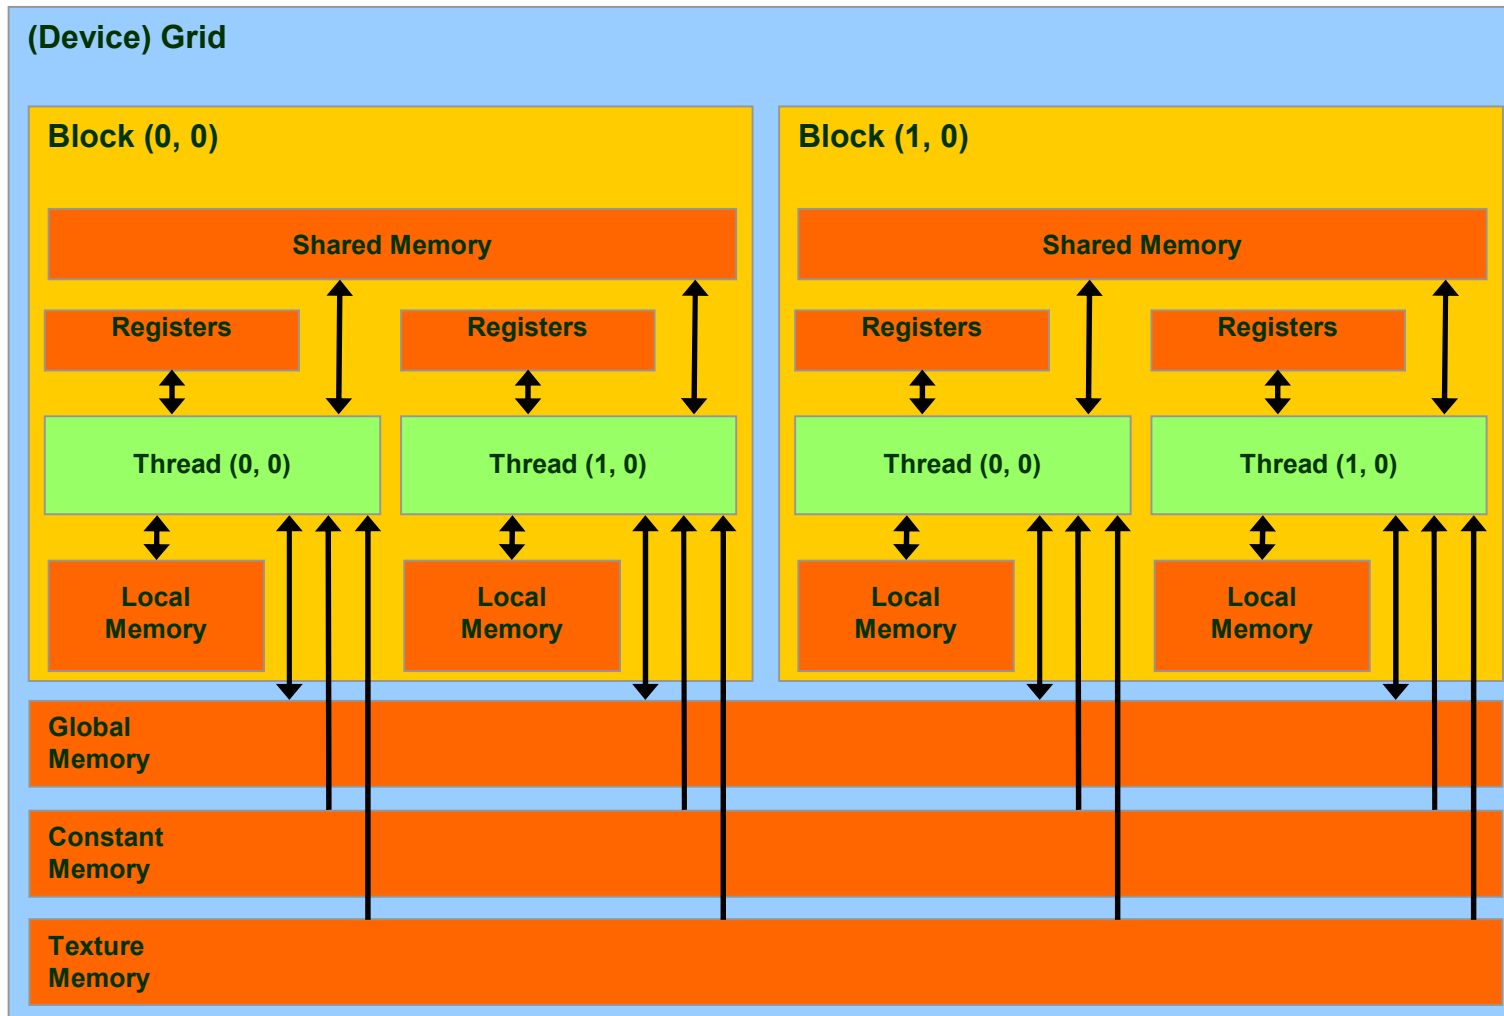 (Device) Grid
Block (0, 0)
Shared Memory
Registers
Registers
Thread (0, 0)
Thread (1, 0)
Local
Memory
Local
Memory
Block (1, 0)
Shared Memory
Registers
Registers
Thread (0, 0)
Thread (1, 0)
Local
Memory
Local
Memory
Global
Memory
Constant
Memory
Texture
Memory